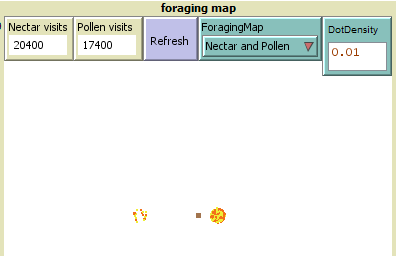 foraging map
Nectar visits
20400
Pollen visits
17400
Refresh
ForagingMap
Nectar and Pollen
DotDensity
0.01